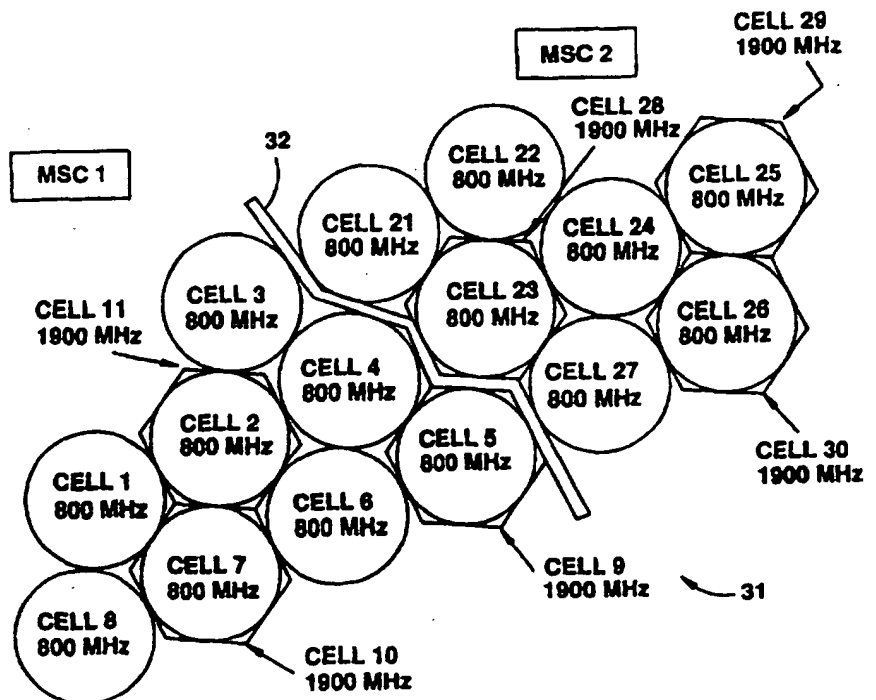 CELL 29
1900 MHz
MSC 2
CELL 28
1900 MHz
32
MSC 1
CELL 22
800 MHz
CELL 25
800 MHz
CELL 21
800 MHz
CELL 24
800 MHz
CELL 3
800 MHz
CELL 23
800 MHz
CELL 26
800 MHz
CELL 11
1900 MHz
CELL 4
800 MHz
CELL 27
800 MHz
CELL 2
800 MHz
CELL 5
800 MHz
CELL 30
1900 MHz
CELL 1
800 MHz
CELL 6
800 MHz
CELL 7
800 MHz
CELL 9
1900 MHz
31
CELL 8
800 MHz
CELL 10
1900 MHz